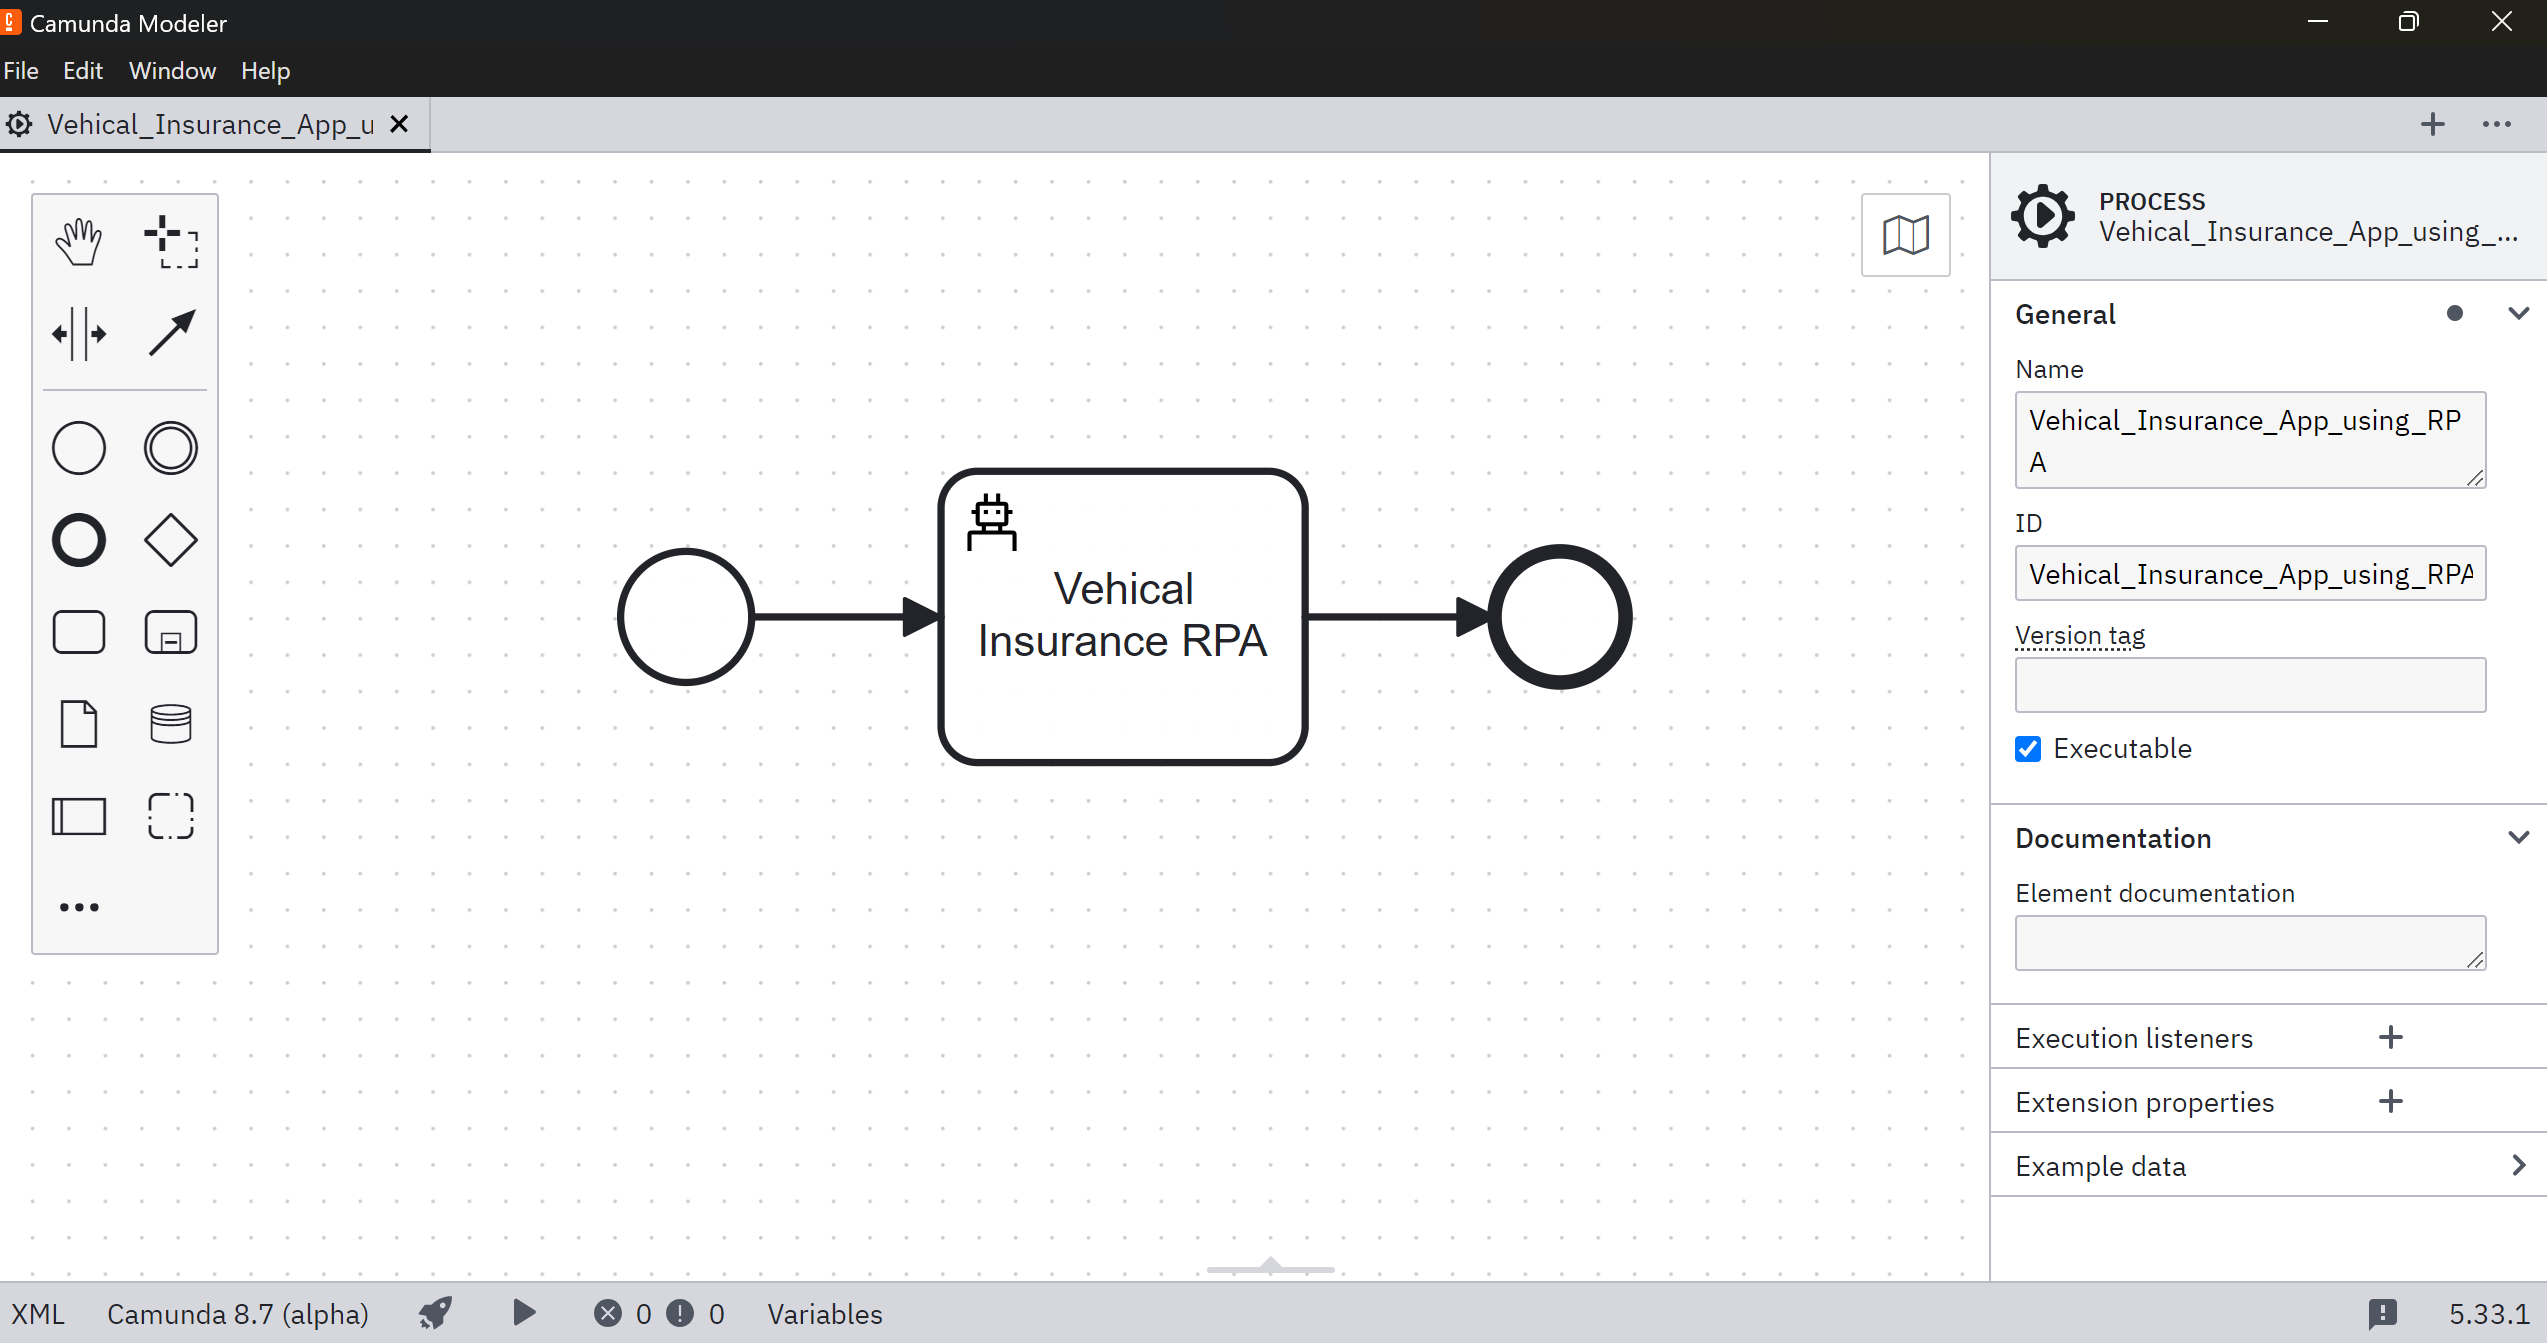 Camunda Modeler
File Edit Window Help
Vehical_Insurance_App_u
PROCESS
Vehical_Insurance_App_using_...
General
Name
Vehical_Insurance_App_using_RP
A
ID
Vehical_Insurance_App_using_RPA
Version tag
Executable
Documentation
Element documentation
Execution listeners
Extension properties
Example data
Vehical
Insurance RPA
XML Camunda 8.7 (alpha) 0 0 Variables 5.33.1